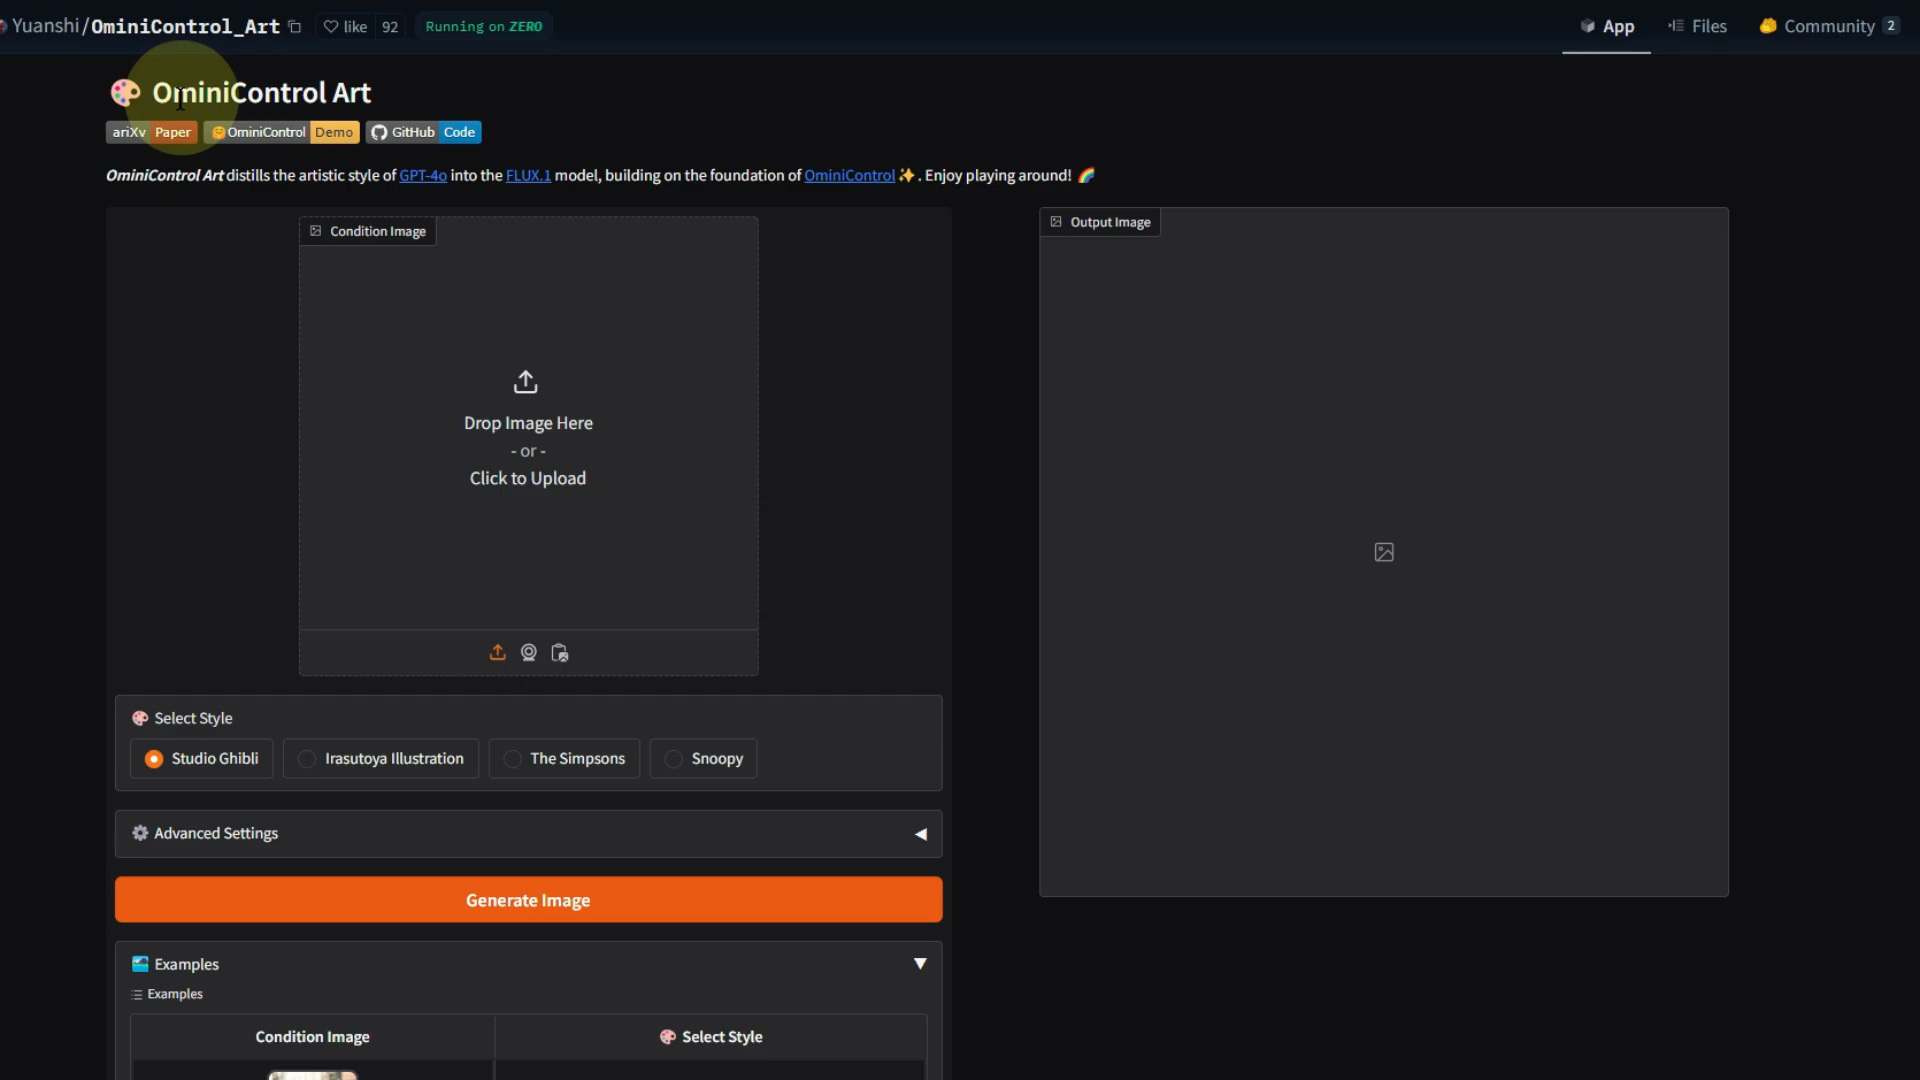 Yuanshi/OminiControl_Art like 92 Running on ZERO App Files Community 2
OminiControl Art
ariXv Paper OminiControl Demo GitHub Code
OminiControl Art distills the artistic style of GPT-4o into the FLUX.1 model, building on the foundation of OminiControl ✨. Enjoy playing around! 🌈
Condition Image
Output Image
Drop Image Here
- or -
Click to Upload
Select Style
Studio Ghibli Irasutoya Illustration The Simpsons Snoopy
Advanced Settings
Generate Image
Examples
Examples
Condition Image Select Style